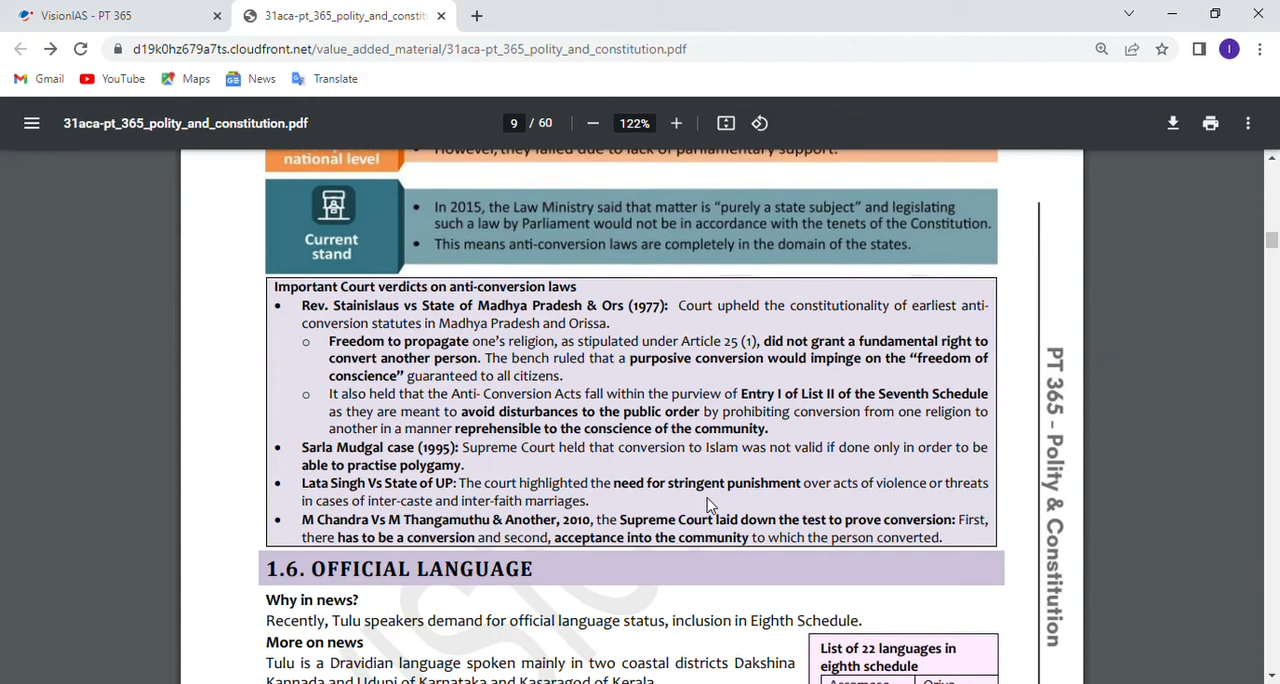 VisionIAS - PT 365
31aca-pt_365_polity_and_constit
d19k0hz679a7ts.cloudfront.net/value_added_material/31aca-pt_365_polity_and_constitution.pdf
I
Gmail YouTube Maps News Translate
31aca-pt_365_polity_and_constitution.pdf 9 / 60 122%
national level
However, they failed due to lack of parliamentary support.
Current
stand
• In 2015, the Law Ministry said that matter is “purely a state subject” and legislating
such a law by Parliament would not be in accordance with the tenets of the Constitution.
• This means anti-conversion laws are completely in the domain of the states.
Important Court verdicts on anti-conversion laws
• Rev. Stainislaus vs State of Madhya Pradesh & Ors (1977): Court upheld the constitutionality of earliest anti-
conversion statutes in Madhya Pradesh and Orissa.
o Freedom to propagate one’s religion, as stipulated under Article 25 (1), did not grant a fundamental right to
convert another person. The bench ruled that a purposive conversion would impinge on the “freedom of
conscience” guaranteed to all citizens.
o It also held that the Anti- Conversion Acts fall within the purview of Entry I of List II of the Seventh Schedule
as they are meant to avoid disturbances to the public order by prohibiting conversion from one religion to
another in a manner reprehensible to the conscience of the community.
• Sarla Mudgal case (1995): Supreme Court held that conversion to Islam was not valid if done only in order to be
able to practise polygamy.
• Lata Singh Vs State of UP: The court highlighted the need for stringent punishment over acts of violence or threats
in cases of inter-caste and inter-faith marriages.
• M Chandra Vs M Thangamuthu & Another, 2010, the Supreme Court laid down the test to prove conversion: First,
there has to be a conversion and second, acceptance into the community to which the person converted.
1.6. OFFICIAL LANGUAGE
Why in news?
Recently, Tulu speakers demand for official language status, inclusion in Eighth Schedule.
More on news
Tulu is a Dravidian language spoken mainly in two coastal districts Dakshina
Kannada and Udupi of Karnataka and Kasaragod of Kerala.
List of 22 languages in
eighth schedule
Assamese Oriya
PT 365 - Polity & Constitution